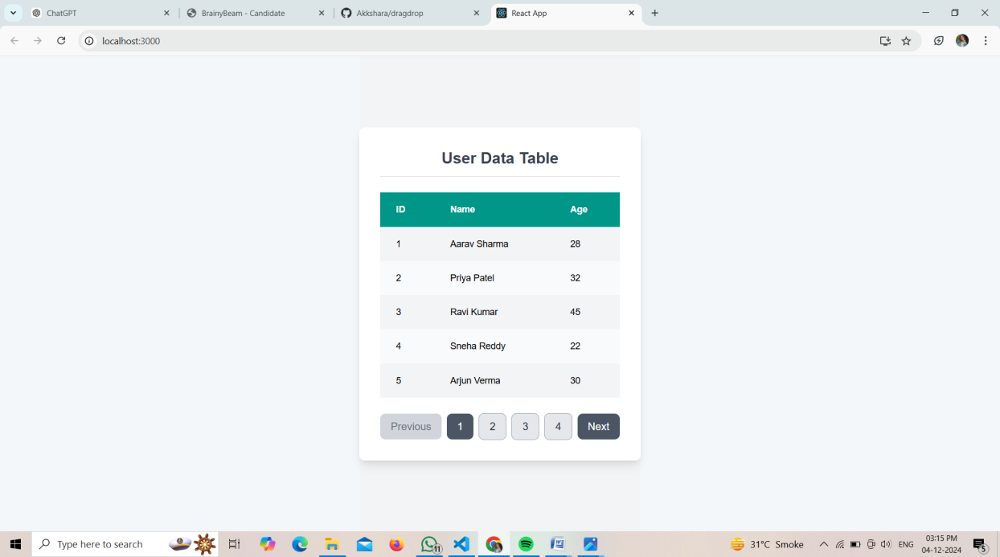 ChatGPT
BrainyBeam - Candidate
Akkshara/dragdrop
React App
localhost:3000
User Data Table
ID Name Age
1 Aarav Sharma 28
2 Priya Patel 32
3 Ravi Kumar 45
4 Sneha Reddy 22
5 Arjun Verma 30
Previous 1 2 3 4 Next
Type here to search
11
31°C Smoke
ENG
03:15 PM
04-12-2024
5